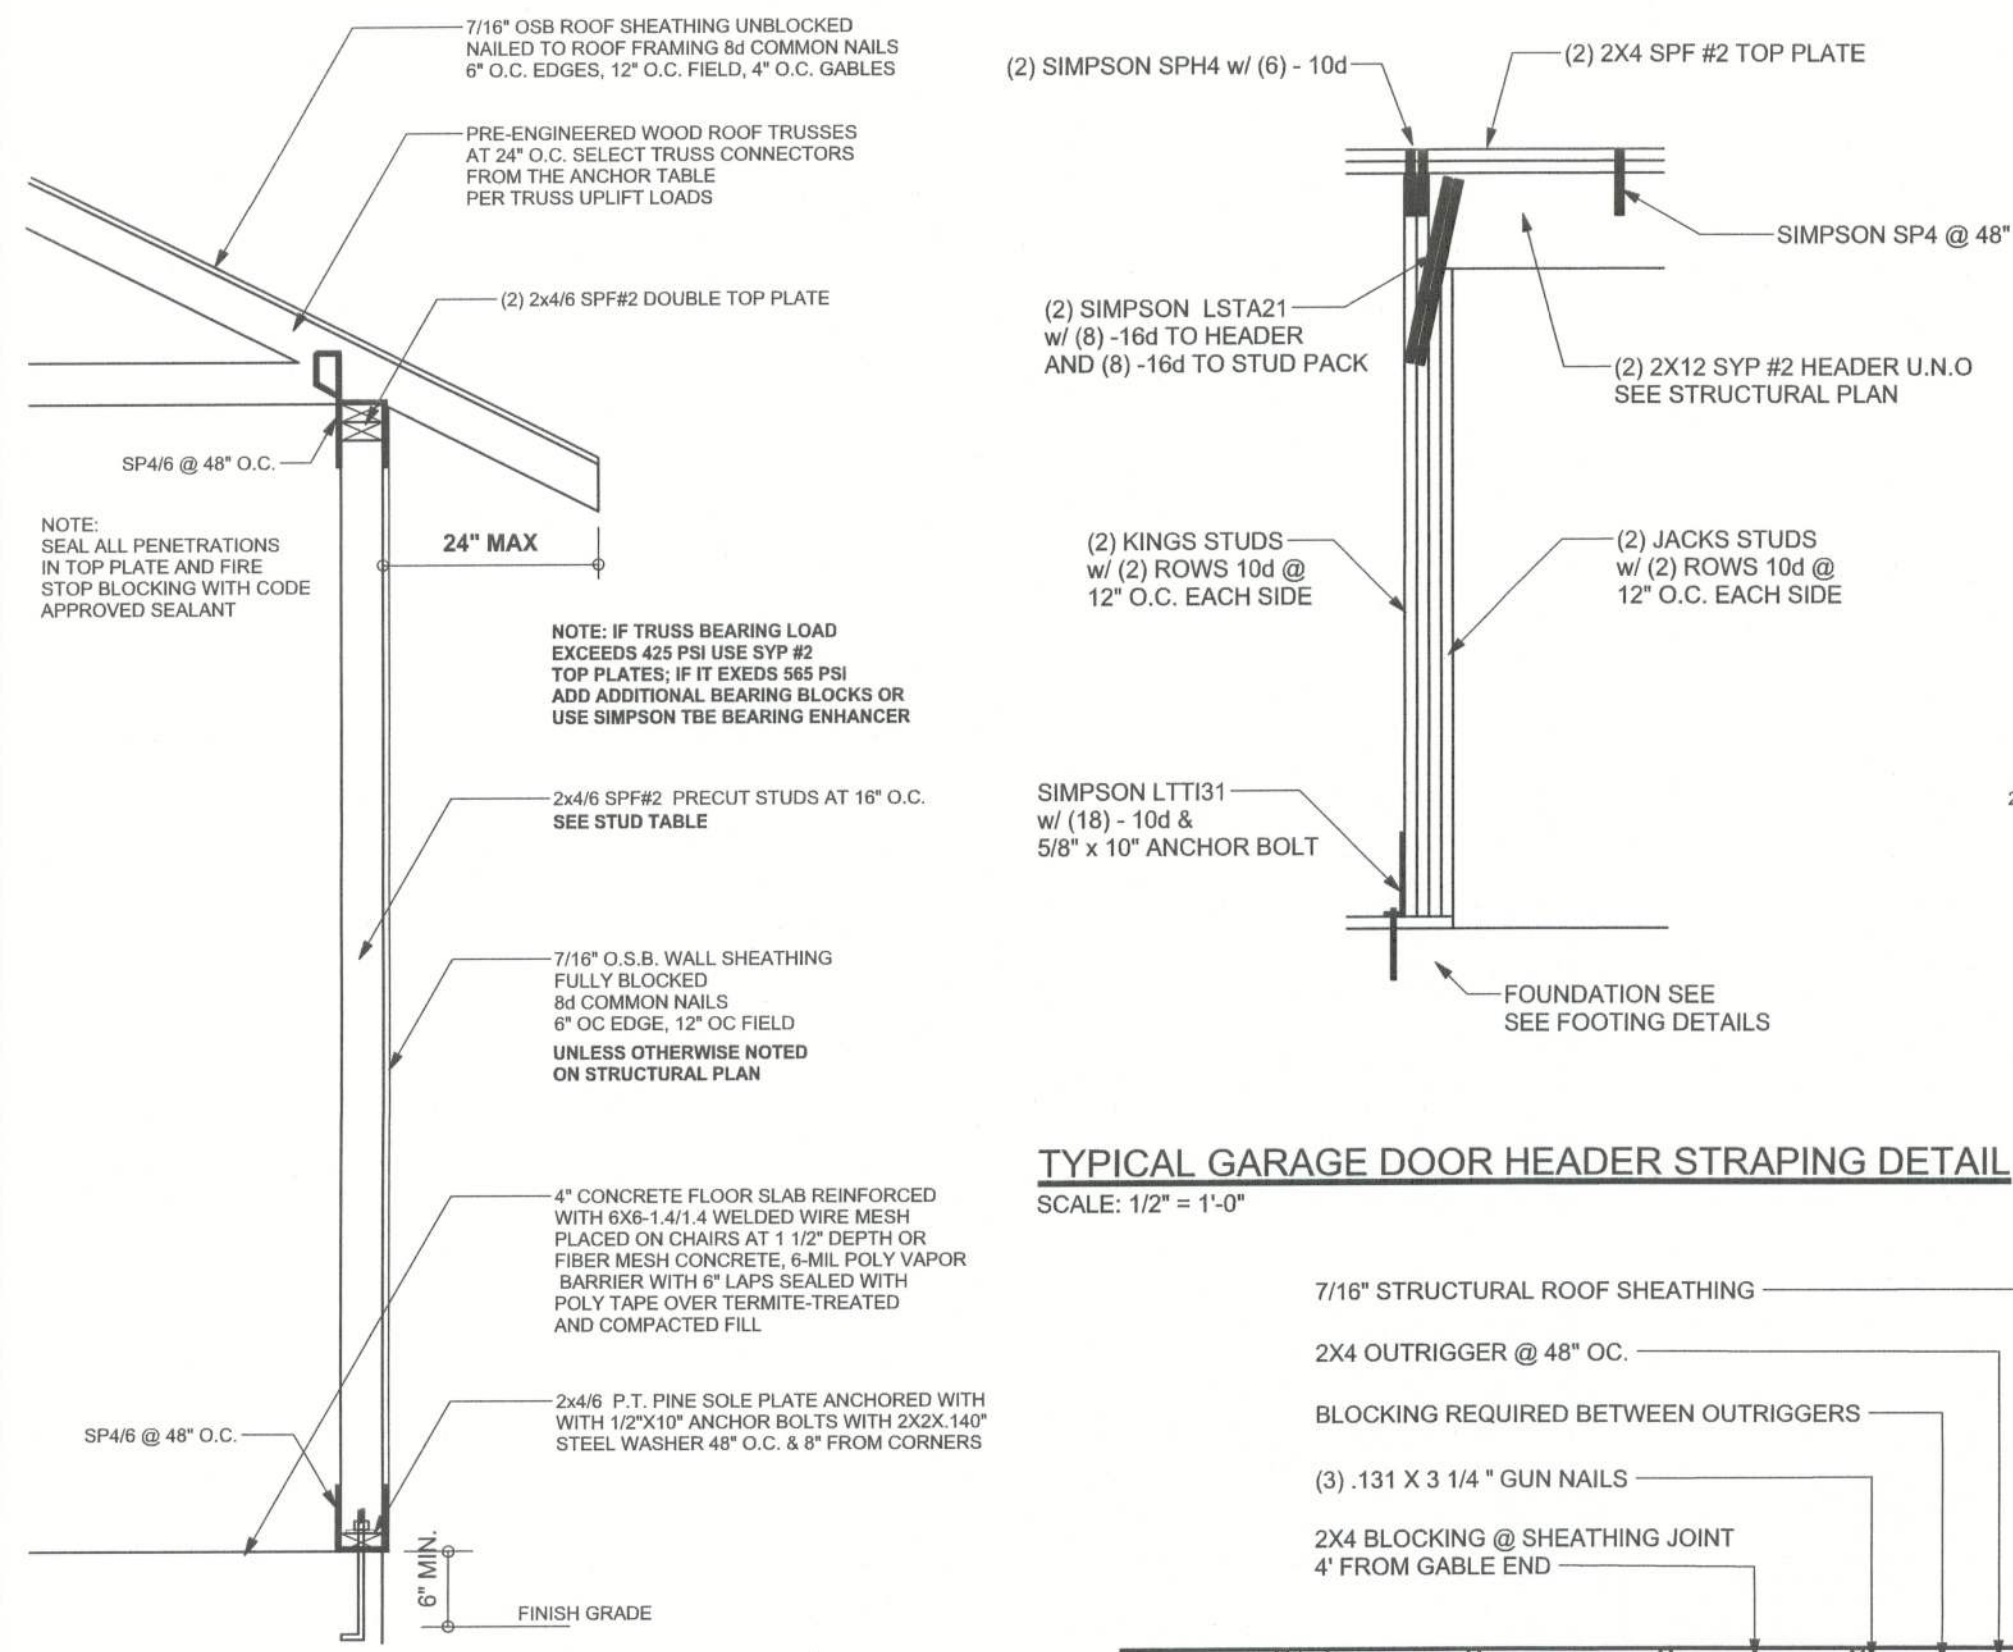 7/16" OSB ROOF SHEATHING UNBLOCKED
NAILED TO ROOF FRAMING 8d COMMON NAILS
6" O.C. EDGES, 12" O.C. FIELD, 4" O.C. GABLES
PRE-ENGINEERED WOOD ROOF TRUSSES
AT 24" O.C. SELECT TRUSS CONNECTORS
FROM THE ANCHOR TABLE
PER TRUSS UPLIFT LOADS
(2) 2x4/6 SPF#2 DOUBLE TOP PLATE
SP4/6 @ 48" O.C.
NOTE:
SEAL ALL PENETRATIONS
IN TOP PLATE AND FIRE
STOP BLOCKING WITH CODE
APPROVED SEALANT
24" MAX
NOTE: IF TRUSS BEARING LOAD
EXCEEDS 425 PSI USE SYP #2
TOP PLATES; IF IT EXEDS 565 PSI
ADD ADDITIONAL BEARING BLOCKS OR
USE SIMPSON TBE BEARING ENHANCER
2x4/6 SPF#2 PRECUT STUDS AT 16" O.C.
SEE STUD TABLE
7/16" O.S.B. WALL SHEATHING
FULLY BLOCKED
8d COMMON NAILS
6" OC EDGE, 12" OC FIELD
UNLESS OTHERWISE NOTED
ON STRUCTURAL PLAN
4" CONCRETE FLOOR SLAB REINFORCED
WITH 6X6-1.4/1.4 WELDED WIRE MESH
PLACED ON CHAIRS AT 1 1/2" DEPTH OR
FIBER MESH CONCRETE, 6-MIL POLY VAPOR
BARRIER WITH 6" LAPS SEALED WITH
POLY TAPE OVER TERMITE-TREATED
AND COMPACTED FILL
2x4/6 P.T. PINE SOLE PLATE ANCHORED WITH
WITH 1/2"X10" ANCHOR BOLTS WITH 2X2X.140"
STEEL WASHER 48" O.C. & 8" FROM CORNERS
SP4/6 @ 48" O.C.
6" MIN.
FINISH GRADE
(2) SIMPSON SPH4 w/ (6) - 10d
(2) 2X4 SPF #2 TOP PLATE
SIMPSON SP4 @ 48"
(2) SIMPSON LSTA21
w/ (8) -16d TO HEADER
AND (8) -16d TO STUD PACK
(2) 2X12 SYP #2 HEADER U.N.O
SEE STRUCTURAL PLAN
(2) KINGS STUDS
w/ (2) ROWS 10d @
12" O.C. EACH SIDE
(2) JACKS STUDS
w/ (2) ROWS 10d @
12" O.C. EACH SIDE
SIMPSON LTTI31
w/ (18) - 10d &
5/8" x 10" ANCHOR BOLT
FOUNDATION SEE
SEE FOOTING DETAILS
TYPICAL GARAGE DOOR HEADER STRAPING DETAIL
SCALE: 1/2" = 1'-0"
7/16" STRUCTURAL ROOF SHEATHING
2X4 OUTRIGGER @ 48" OC.
BLOCKING REQUIRED BETWEEN OUTRIGGERS
(3) .131 X 3 1/4 " GUN NAILS
2X4 BLOCKING @ SHEATHING JOINT
4' FROM GABLE END